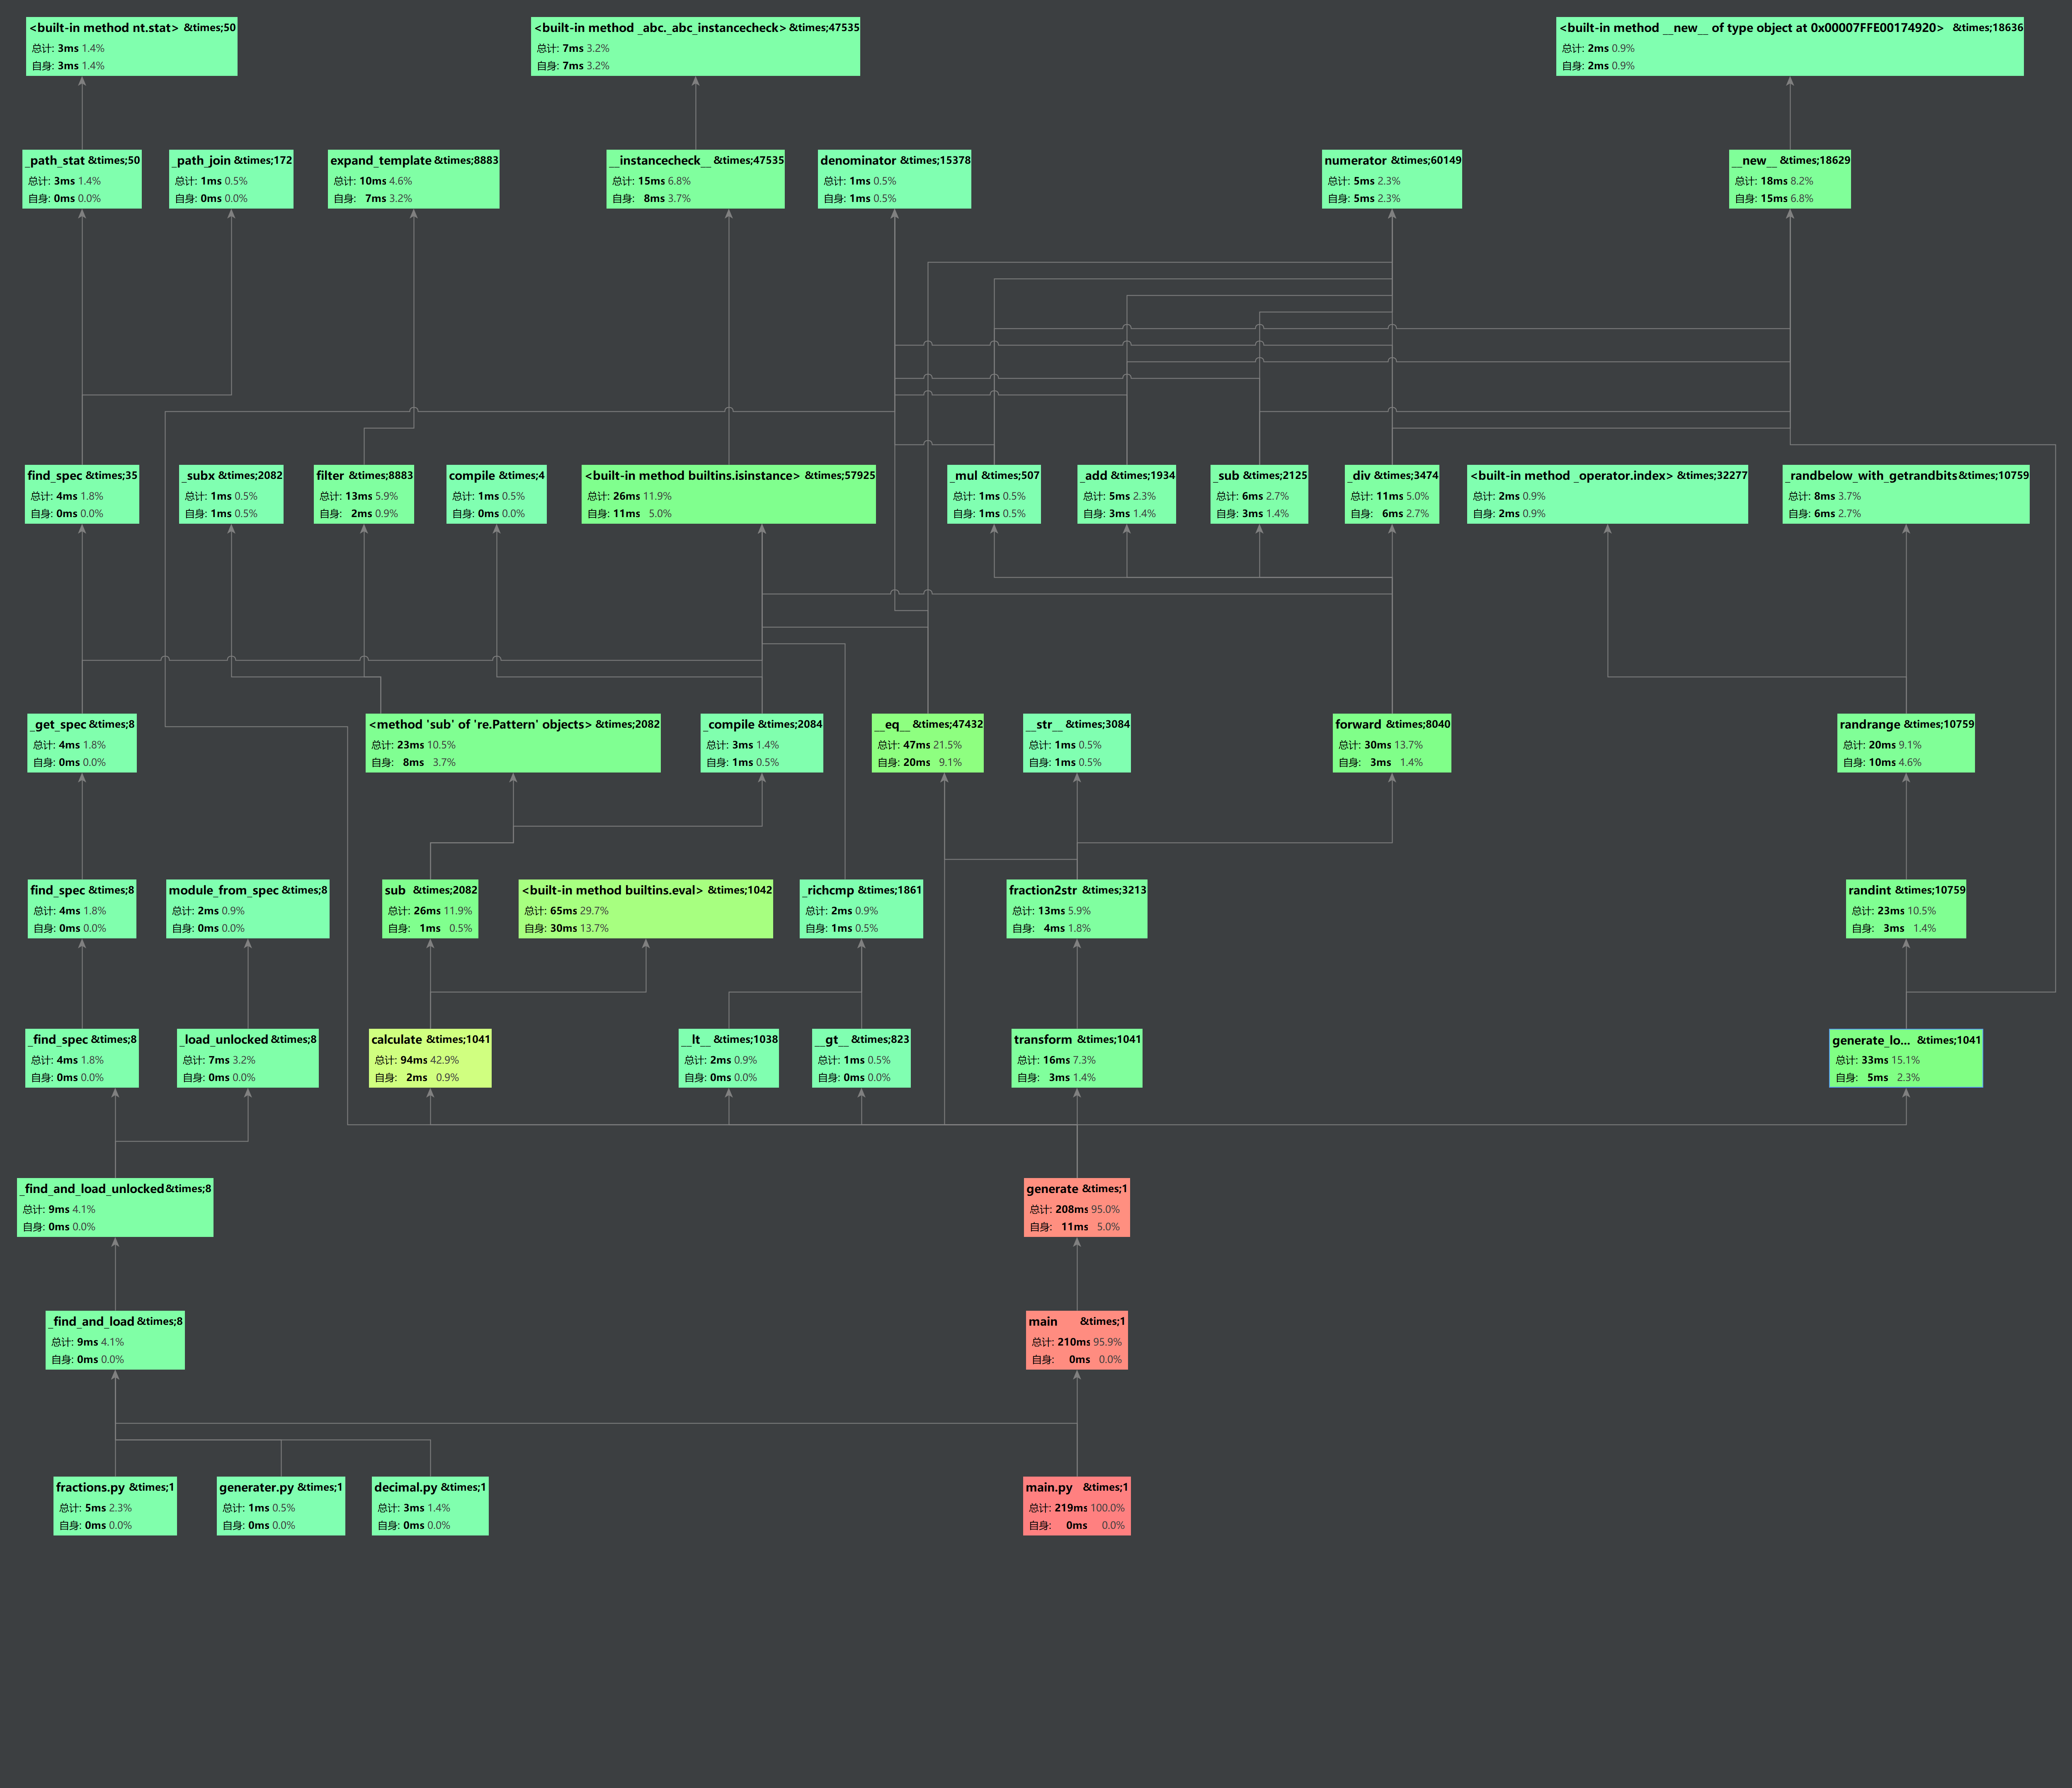 <built-in method nt.stat> &times;50
总计: 3ms 1.4%
自身: 3ms 1.4%
<built-in method _abc._abc_instancecheck> &times;47535
总计: 7ms 3.2%
自身: 7ms 3.2%
<built-in method __new__ of type object at 0x00007FFE00174920> &times;18636
总计: 2ms 0.9%
自身: 2ms 0.9%
_path_stat &times;50
总计: 3ms 1.4%
自身: 0ms 0.0%
_path_join &times;172
总计: 1ms 0.5%
自身: 0ms 0.0%
expand_template &times;8883
总计: 10ms 4.6%
自身: 7ms 3.2%
__instancecheck__ &times;47535
总计: 15ms 6.8%
自身: 8ms 3.7%
denominator &times;15378
总计: 1ms 0.5%
自身: 1ms 0.5%
numerator &times;60149
总计: 5ms 2.3%
自身: 5ms 2.3%
__new__ &times;18629
总计: 18ms 8.2%
自身: 15ms 6.8%
find_spec &times;35
总计: 4ms 1.8%
自身: 0ms 0.0%
_subx &times;2082
总计: 1ms 0.5%
自身: 1ms 0.5%
filter &times;8883
总计: 13ms 5.9%
自身: 2ms 0.9%
compile &times;4
总计: 1ms 0.5%
自身: 0ms 0.0%
<built-in method builtins.isinstance> &times;57925
总计: 26ms 11.9%
自身: 11ms 5.0%
_mul &times;507
总计: 1ms 0.5%
自身: 1ms 0.5%
_add &times;1934
总计: 5ms 2.3%
自身: 3ms 1.4%
_sub &times;2125
总计: 6ms 2.7%
自身: 3ms 1.4%
_div &times;3474
总计: 11ms 5.0%
自身: 6ms 2.7%
<built-in method _operator.index> &times;32277
总计: 2ms 0.9%
自身: 2ms 0.9%
_randbelow_with_getrandbits &times;10759
总计: 8ms 3.7%
自身: 6ms 2.7%
_get_spec &times;8
总计: 4ms 1.8%
自身: 0ms 0.0%
<method 'sub' of 're.Pattern' objects> &times;2082
总计: 23ms 10.5%
自身: 8ms 3.7%
_compile &times;2084
总计: 3ms 1.4%
自身: 1ms 0.5%
__eq__ &times;47432
总计: 47ms 21.5%
自身: 20ms 9.1%
__str__ &times;3084
总计: 1ms 0.5%
自身: 1ms 0.5%
forward &times;8040
总计: 30ms 13.7%
自身: 3ms 1.4%
randrange &times;10759
总计: 20ms 9.1%
自身: 10ms 4.6%
find_spec &times;8
总计: 4ms 1.8%
自身: 0ms 0.0%
module_from_spec &times;8
总计: 2ms 0.9%
自身: 0ms 0.0%
sub &times;2082
总计: 26ms 11.9%
自身: 1ms 0.5%
<built-in method builtins.eval> &times;1042
总计: 65ms 29.7%
自身: 30ms 13.7%
_richcmp &times;1861
总计: 2ms 0.9%
自身: 1ms 0.5%
fraction2str &times;3213
总计: 13ms 5.9%
自身: 4ms 1.8%
randint &times;10759
总计: 23ms 10.5%
自身: 3ms 1.4%
_find_spec &times;8
总计: 4ms 1.8%
自身: 0ms 0.0%
_load_unlocked &times;8
总计: 7ms 3.2%
自身: 0ms 0.0%
calculate &times;1041
总计: 94ms 42.9%
自身: 2ms 0.9%
__lt__ &times;1038
总计: 2ms 0.9%
自身: 0ms 0.0%
__gt__ &times;823
总计: 1ms 0.5%
自身: 0ms 0.0%
transform &times;1041
总计: 16ms 7.3%
自身: 3ms 1.4%
generate_lo... &times;1041
总计: 33ms 15.1%
自身: 5ms 2.3%
_find_and_load_unlocked &times;8
总计: 9ms 4.1%
自身: 0ms 0.0%
generate &times;1
总计: 208ms 95.0%
自身: 11ms 5.0%
_find_and_load &times;8
总计: 9ms 4.1%
自身: 0ms 0.0%
main &times;1
总计: 210ms 95.9%
自身: 0ms 0.0%
fractions.py &times;1
总计: 5ms 2.3%
自身: 0ms 0.0%
generater.py &times;1
总计: 1ms 0.5%
自身: 0ms 0.0%
decimal.py &times;1
总计: 3ms 1.4%
自身: 0ms 0.0%
main.py &times;1
总计: 219ms 100.0%
自身: 0ms 0.0%